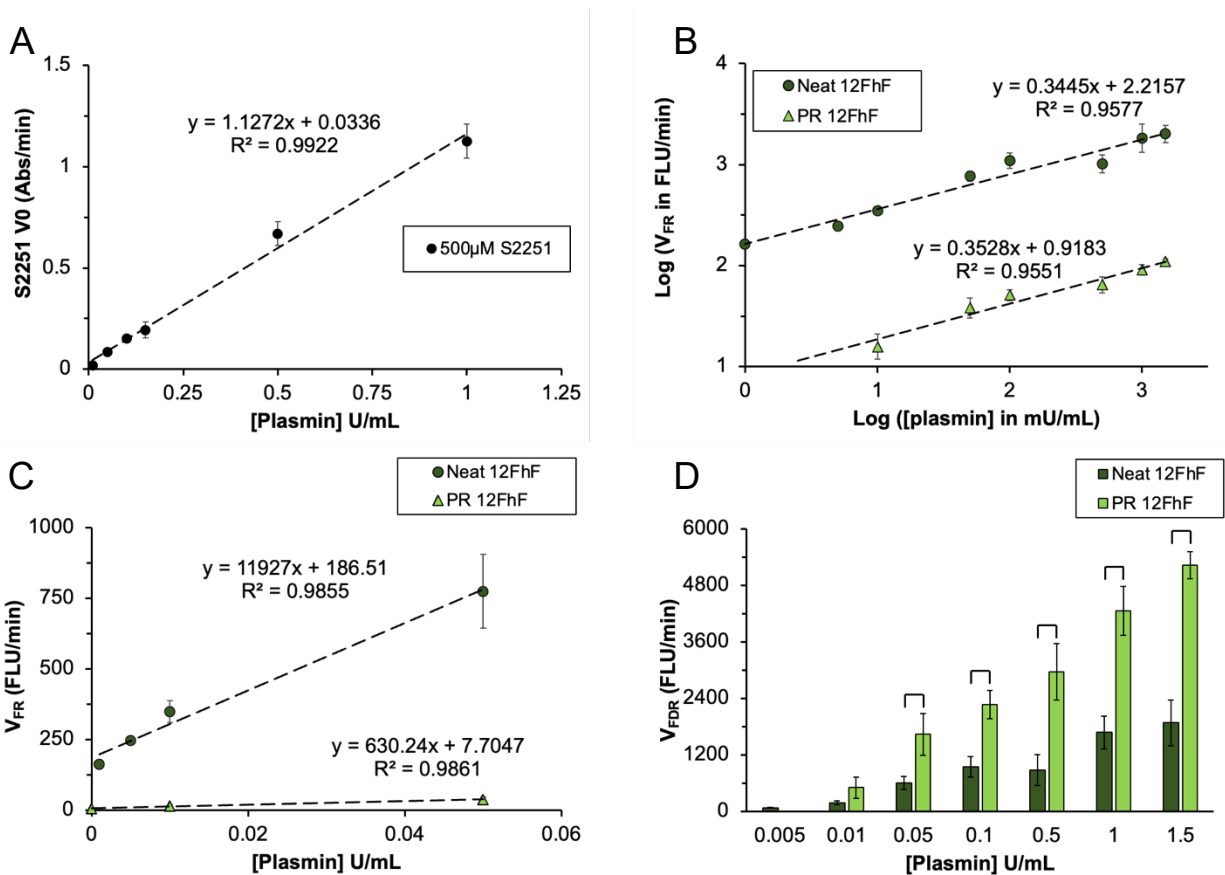 A
S2251 V0 (Abs/min)
1.5
1
0.5
0
y = 1.1272x + 0.0336
R² = 0.9922
500µM S2251
0 0.25 0.5 0.75 1 1.25
[Plasmin] U/mL
B
Neat 12FhF
PR 12FhF
Log (VFR in FLU/min)
4
3
2
1
y = 0.3445x + 2.2157
R² = 0.9577
y = 0.3528x + 0.9183
R² = 0.9551
0 1 2 3
Log ([plasmin] in mU/mL)
C
Neat 12FhF
PR 12FhF
VFR (FLU/min)
1000
750
500
250
0
y = 11927x + 186.51
R² = 0.9855
y = 630.24x + 7.7047
R² = 0.9861
0 0.02 0.04 0.06
[Plasmin] U/mL
D
Neat 12FhF
PR 12FhF
VFDR (FLU/min)
6000
4800
3600
2400
1200
0
0.005 0.01 0.05 0.1 0.5 1 1.5
[Plasmin] U/mL